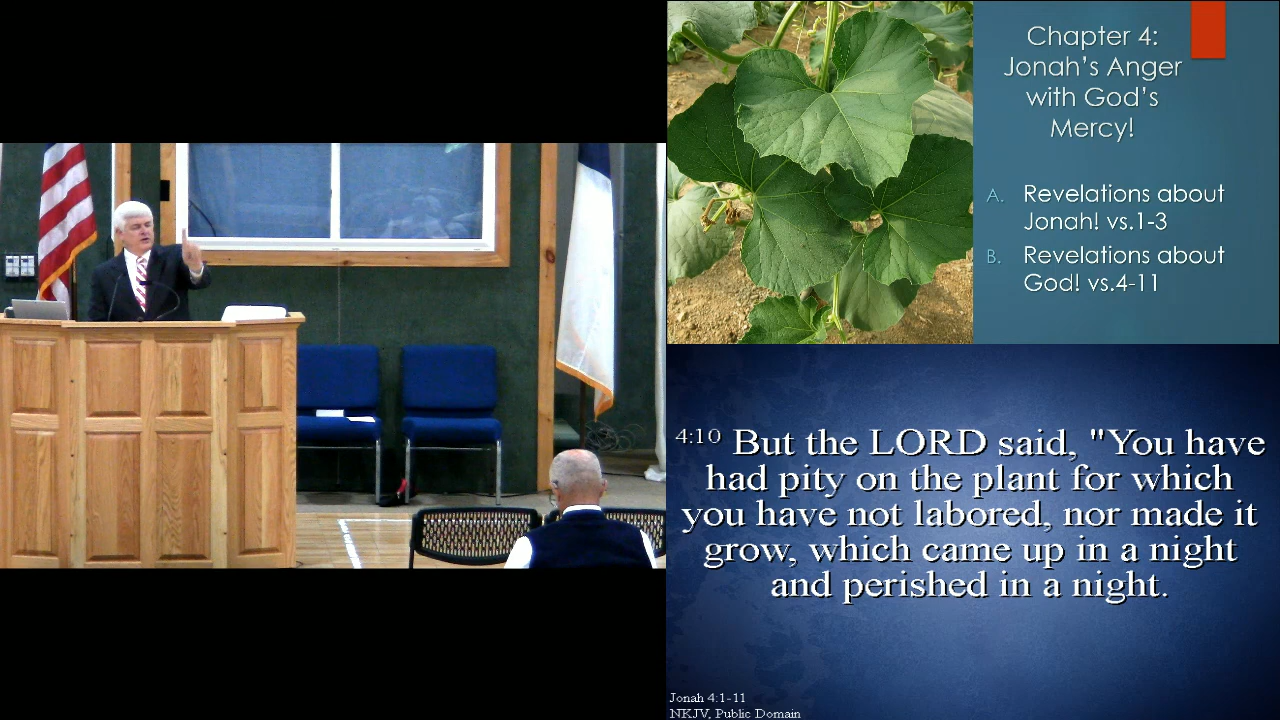 Chapter 4:
Jonah's Anger
with God's
Mercy!
A. Revelations about
Jonah! vs.1-3
B. Revelations about
God! vs.4-11
4:10 But the LORD said, "You have
had pity on the plant for which
you have not labored, nor made it
grow, which came up in a night
and perished in a night.
Jonah 4:1-11
NKJV, Public Domain